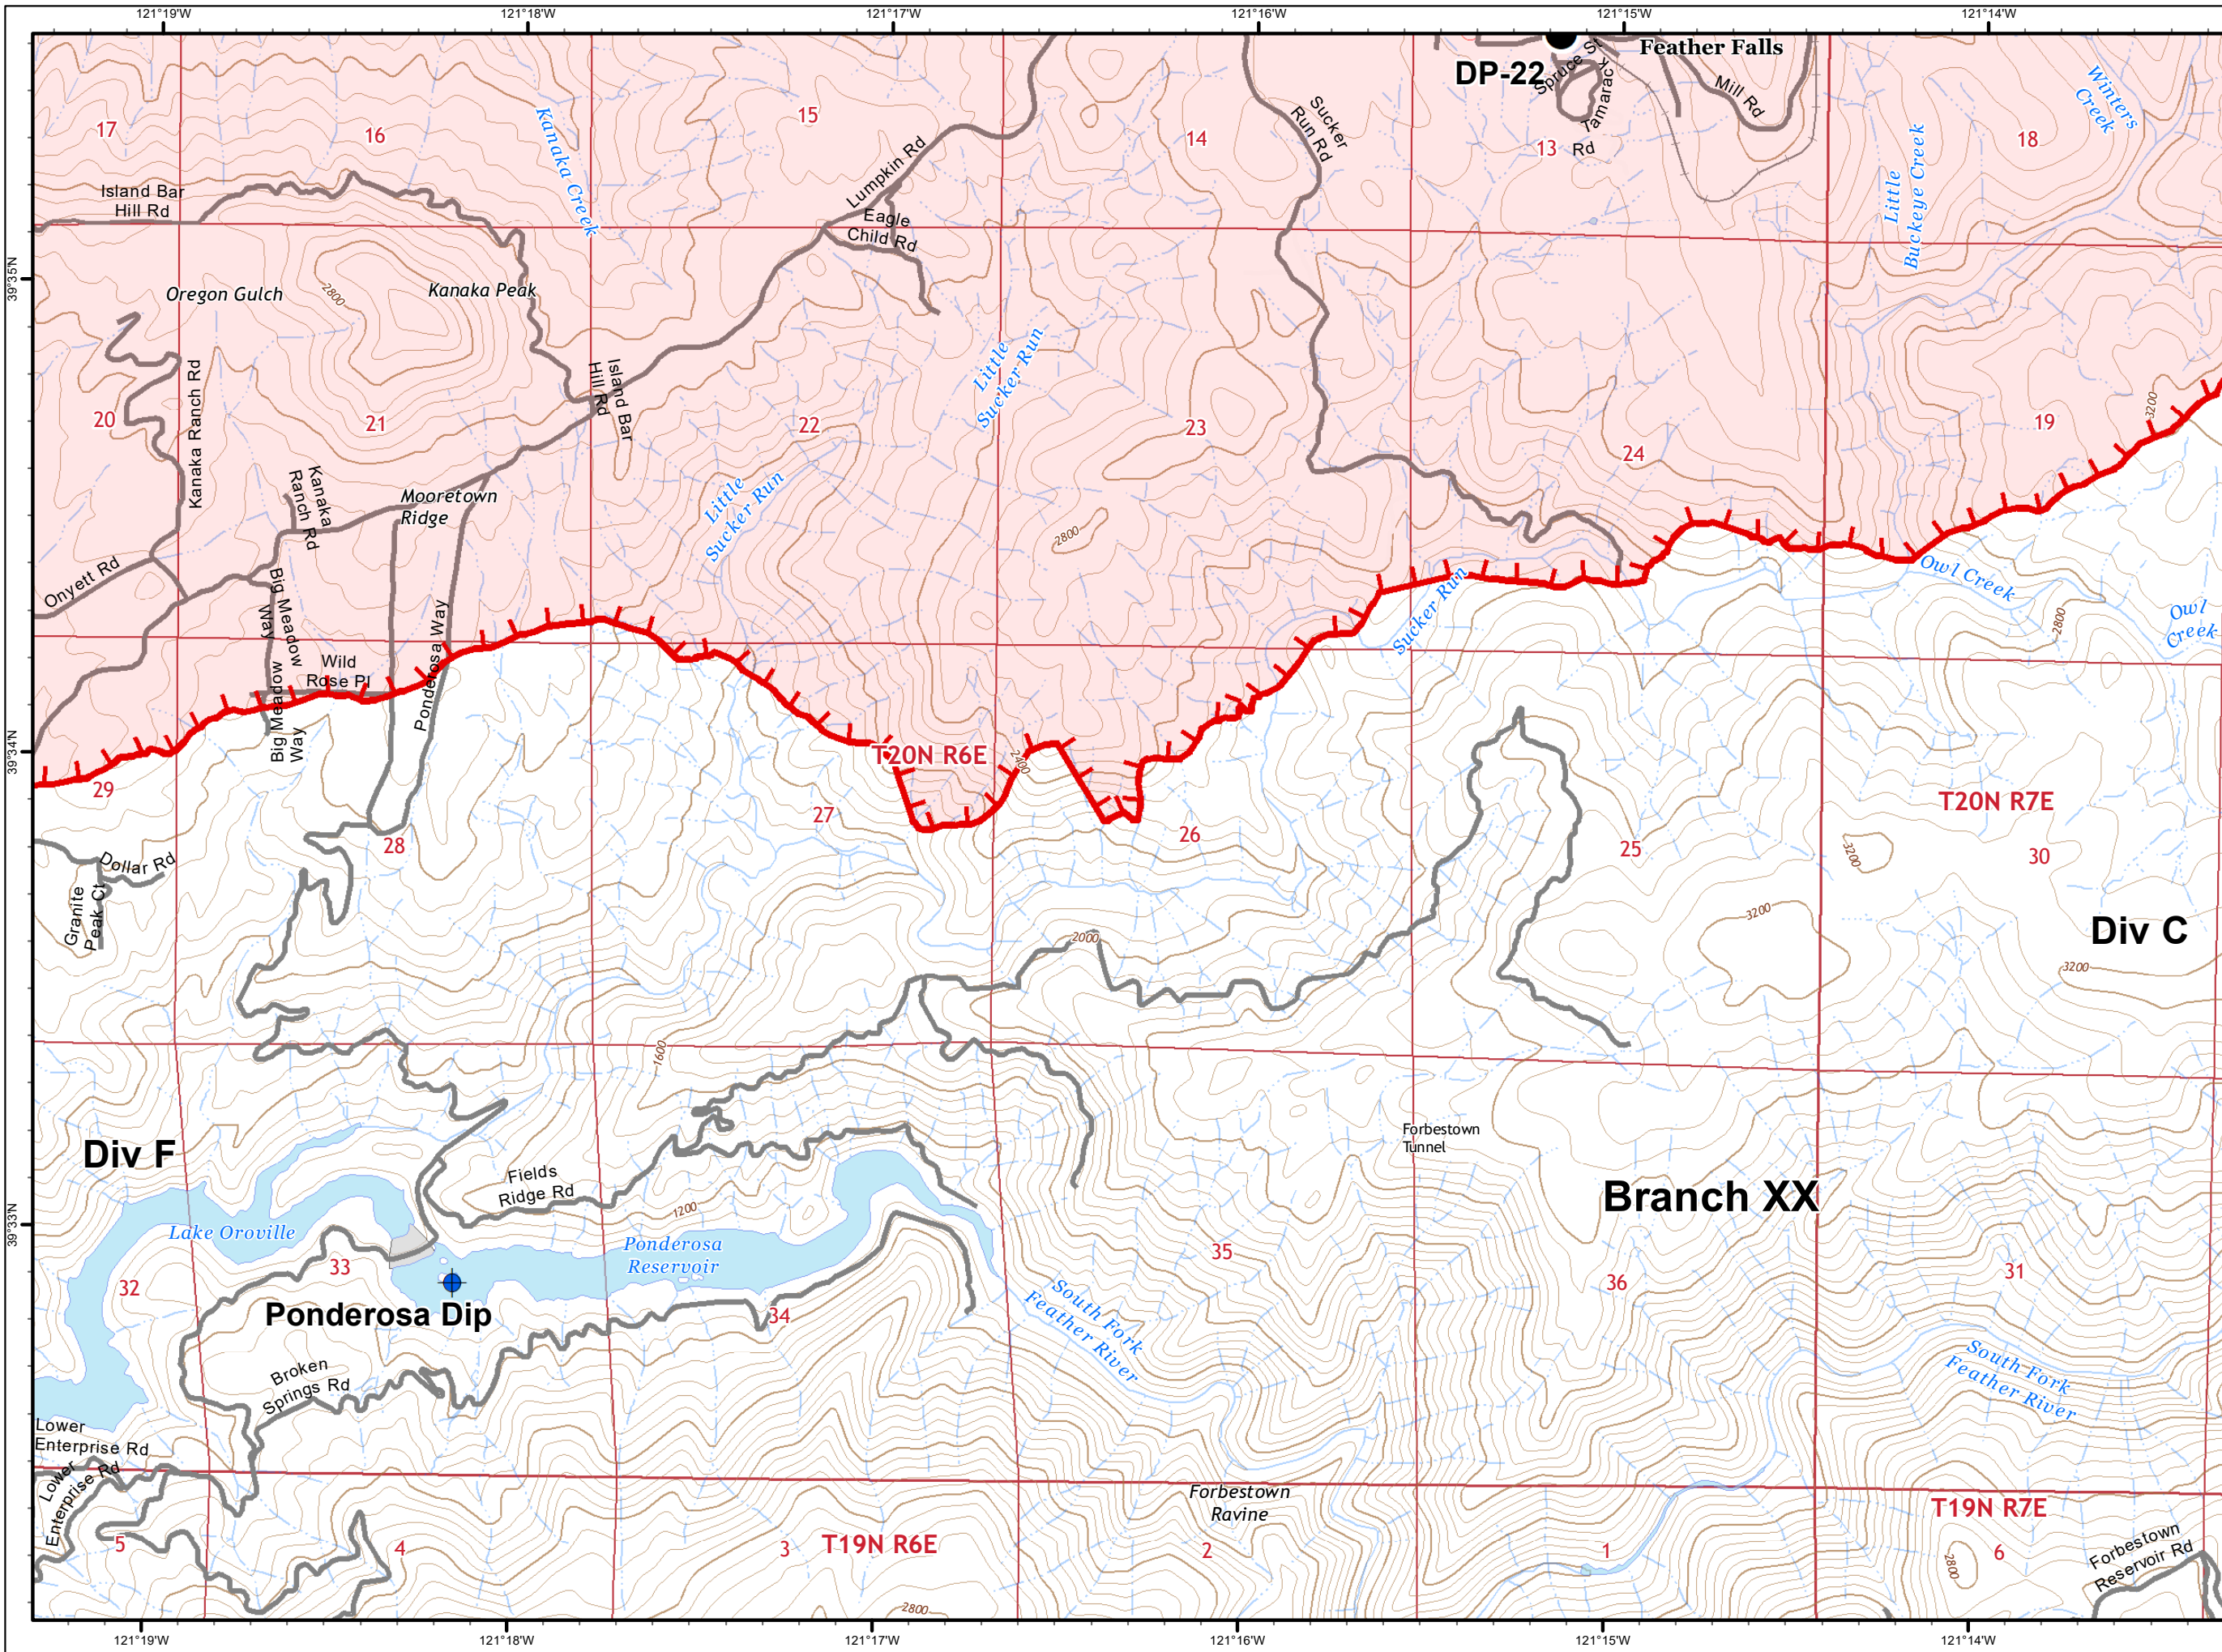 121°19'W
121°18'W
121°17'W
121°16'W
121°15'W
121°14'W
Feather Falls
DP-22
Spruce St
Tamarack
Rd
Mill Rd
Winters
Creek
Kanaka Creek
17
16
15
14
13
18
Sucker
Run Rd
Lumpkin Rd
Little
Buckeye Creek
Island Bar
Hill Rd
Eagle
Child Rd
39°35'N
Oregon Gulch
2800
Kanaka Peak
Kanaka Ranch Rd
Island Bar
Hill Rd
Little
Sucker Run
20
21
22
23
24
19
3200
Kanaka
Ranch Rd
Mooretown
Ridge
Little
Sucker Run
2800
Onyett Rd
Big Meadow
Way
Ponderosa Way
Sucker Run
Owl Creek
2800
Owl
Creek
Wild
Rose Pl
Big Meadow
Way
39°34'N
T20N R6E
2400
29
28
27
26
25
T20N R7E
30
3200
Dollar Rd
Granite
Peak Ct
3200
Div C
2000
3200
1600
Forbestown
Tunnel
Div F
Fields
Ridge Rd
1200
Branch XX
39°33'N
Lake Oroville
Ponderosa
Reservoir
32
33
34
35
36
31
Ponderosa Dip
South Fork
Feather River
South Fork
Feather River
Broken
Springs Rd
Lower
Enterprise Rd
Lower
Enterprise Rd
Forbestown
Ravine
T19N R7E
5
4
3
T19N R6E
2
1
6
2800
Forbestown
Reservoir Rd
2800
121°19'W
121°18'W
121°17'W
121°16'W
121°15'W
121°14'W